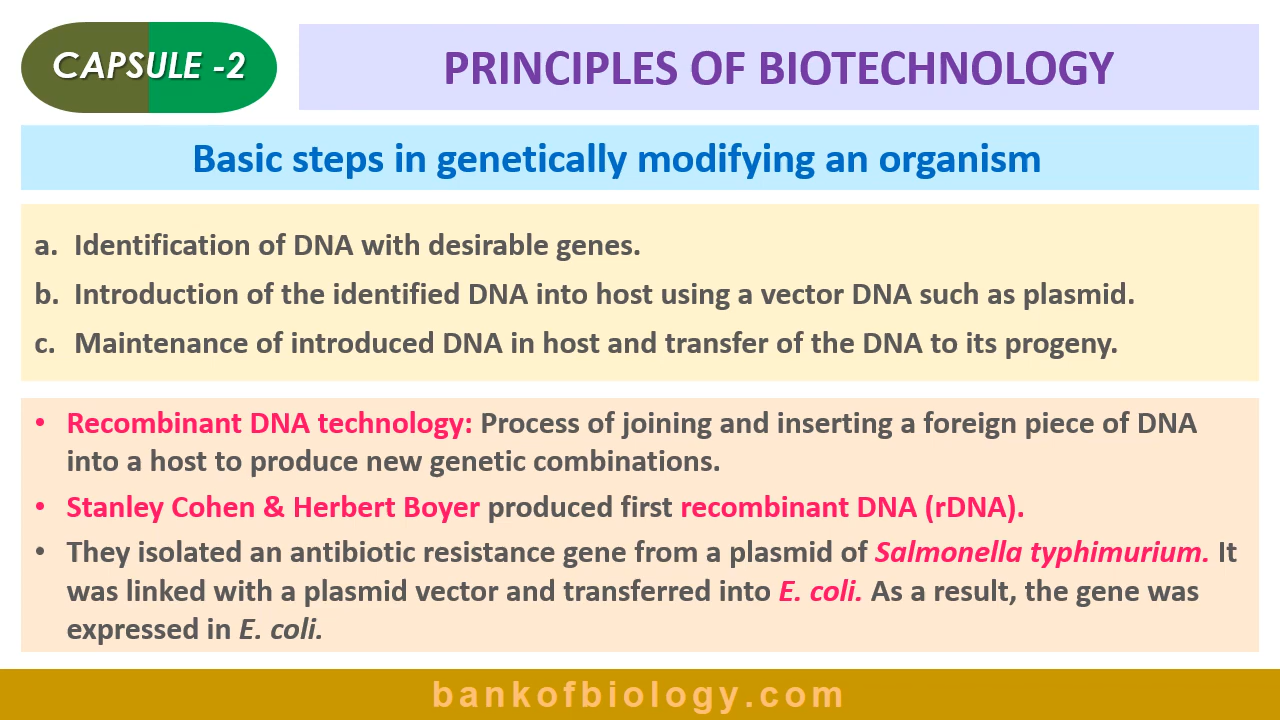 CAPSULE -2
PRINCIPLES OF BIOTECHNOLOGY
Basic steps in genetically modifying an organism
a. Identification of DNA with desirable genes.
b. Introduction of the identified DNA into host using a vector DNA such as plasmid.
c. Maintenance of introduced DNA in host and transfer of the DNA to its progeny.
• Recombinant DNA technology: Process of joining and inserting a foreign piece of DNA
into a host to produce new genetic combinations.
• Stanley Cohen & Herbert Boyer produced first recombinant DNA (rDNA).
• They isolated an antibiotic resistance gene from a plasmid of Salmonella typhimurium. It
was linked with a plasmid vector and transferred into E. coli. As a result, the gene was
expressed in E. coli.
bankofbiology.com